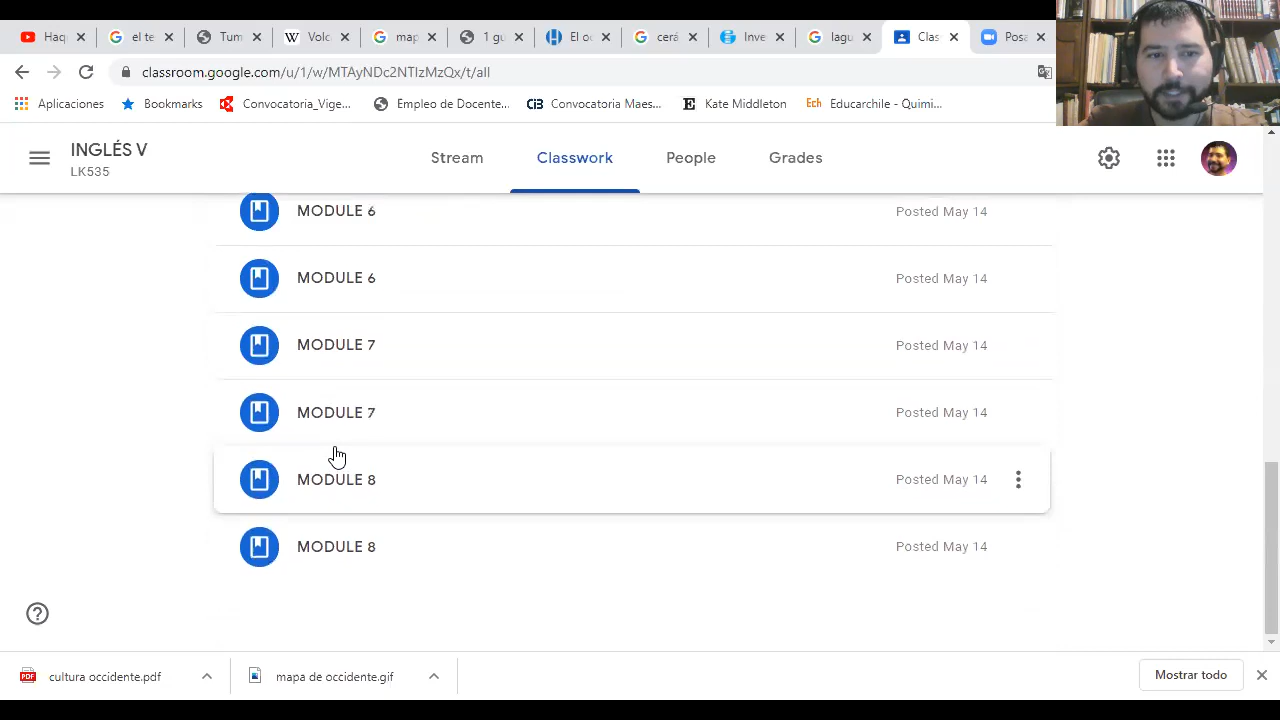 Haq
el te
Tum
Volc
map
1 gu
El oc
cerá
Inve
lagu
Clas
Posa
classroom.google.com/u/1/w/MTAyNDc2NTIzMzQx/t/all
Aplicaciones
Bookmarks
Convocatoria_Vige...
Empleo de Docente...
Convocatoria Maes...
Kate Middleton
Ech
Educarchile - Quimi...
INGLÉS V
LK535
Stream
Classwork
People
Grades
MODULE 6
Posted May 14
MODULE 6
Posted May 14
MODULE 7
Posted May 14
MODULE 7
Posted May 14
MODULE 8
Posted May 14
MODULE 8
Posted May 14
PDF
cultura occidente.pdf
mapa de occidente.gif
Mostrar todo